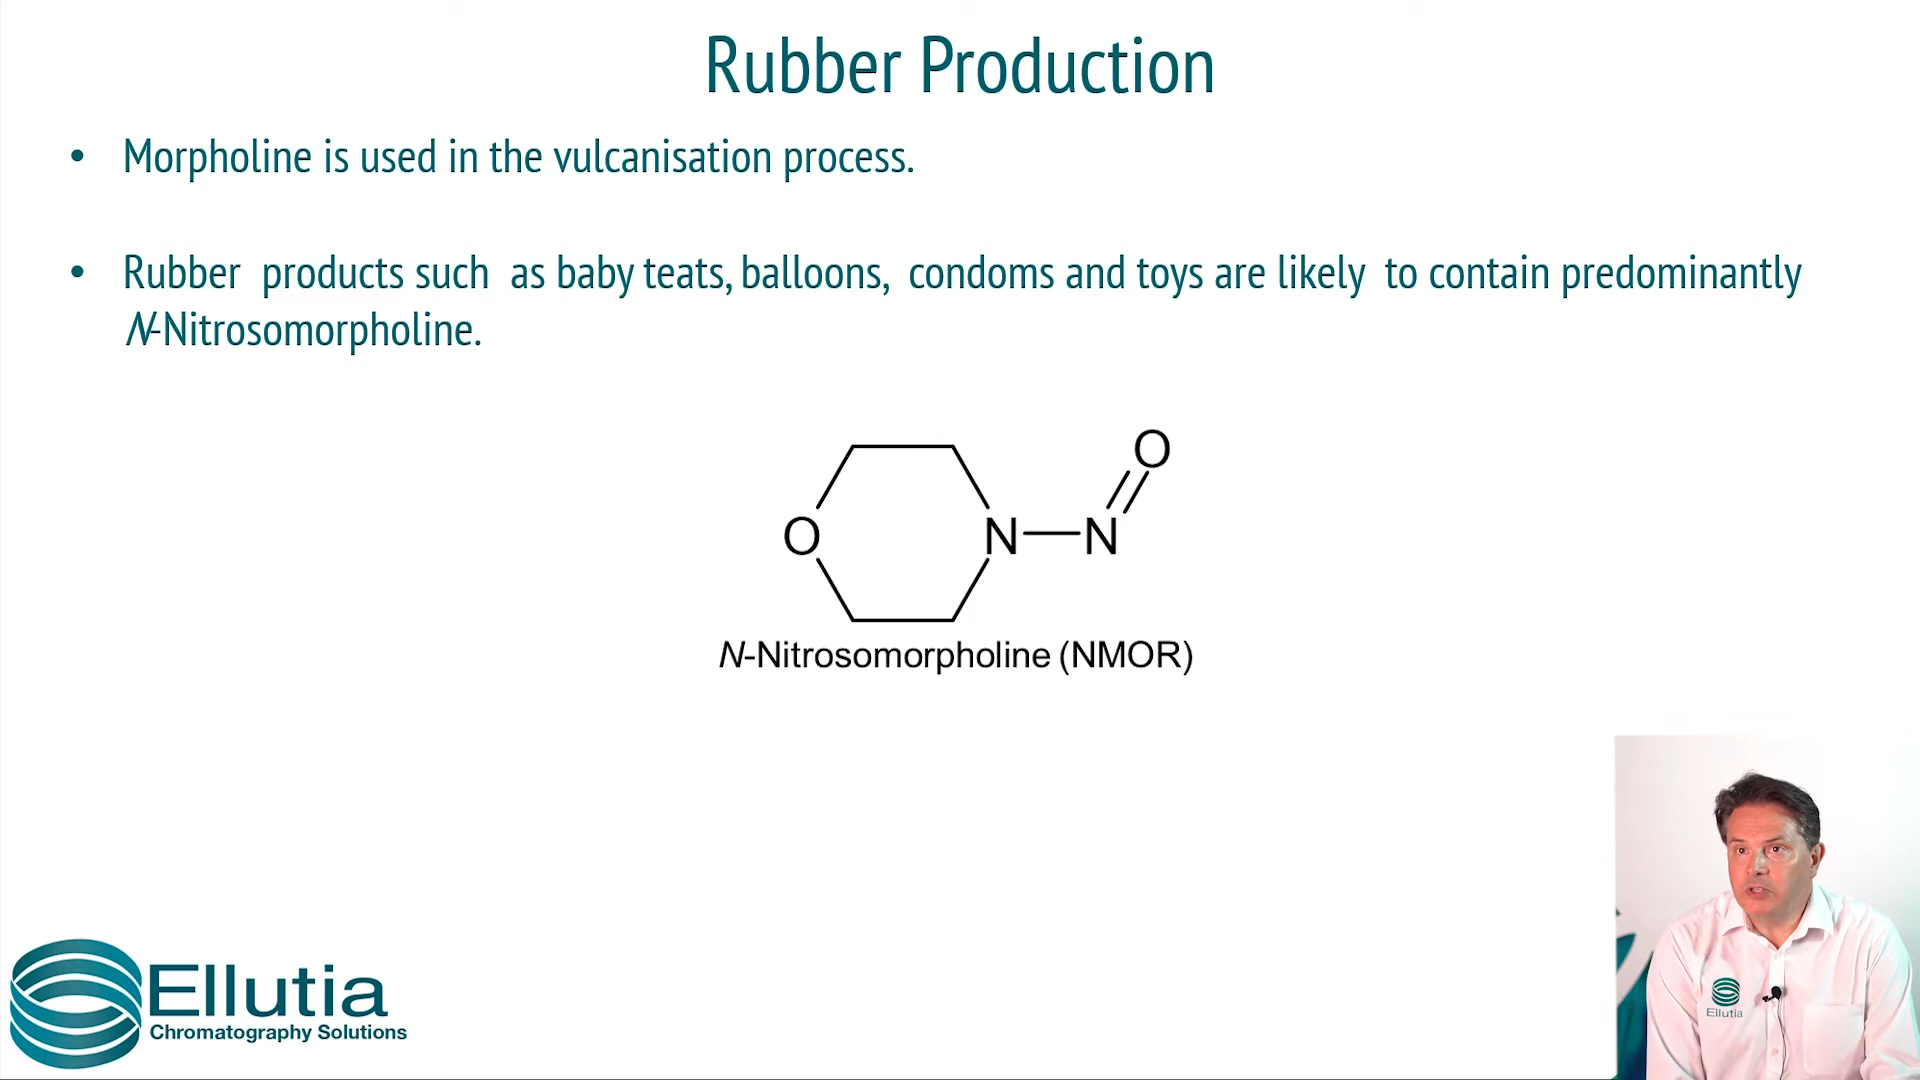 Rubber Production
• Morpholine is used in the vulcanisation process.
• Rubber products such as baby teats, balloons, condoms and toys are likely to contain predominantly
N-Nitrosomorpholine.
O
O
N
N
N-Nitrosomorpholine (NMOR)
Ellutia
Chromatography Solutions
Ellutia